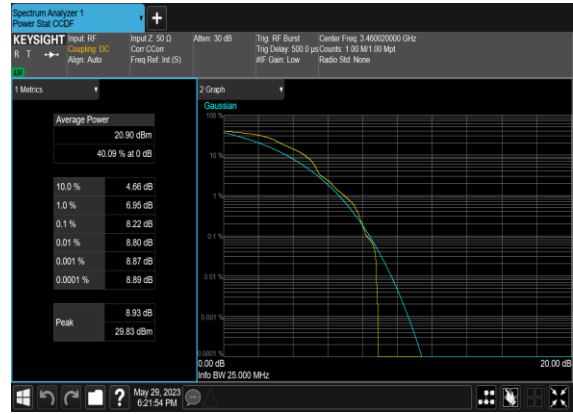 Spectrum Analyzer 1
Power Stat CCDF
+
KEYSIGHT
R T
LXI
Input: RF
Coupling: DC
Align: Auto
Input Z: 50 Ω
Corr CCorr
Freq Ref: Int (S)
Atten: 30 dB
Trig: RF Burst
Trig Delay: 500.0 µs
#IF Gain: Low
Center Freq: 3.460020000 GHz
Counts: 1.00 M/1.00 Mpt
Radio Std: None
1 Metrics
Average Power
20.90 dBm
40.09 % at 0 dB
10.0 % 4.66 dB
1.0 % 6.95 dB
0.1 % 8.22 dB
0.01 % 8.80 dB
0.001 % 8.87 dB
0.0001 % 8.89 dB
Peak
8.93 dB
29.83 dBm
2 Graph
Gaussian
100 %
10 %
1 %
0.1 %
0.01 %
0.001 %
0.0001 %
0.00 dB
20.00 dB
Info BW 25.000 MHz
?
May 29, 2023
6:21:54 PM